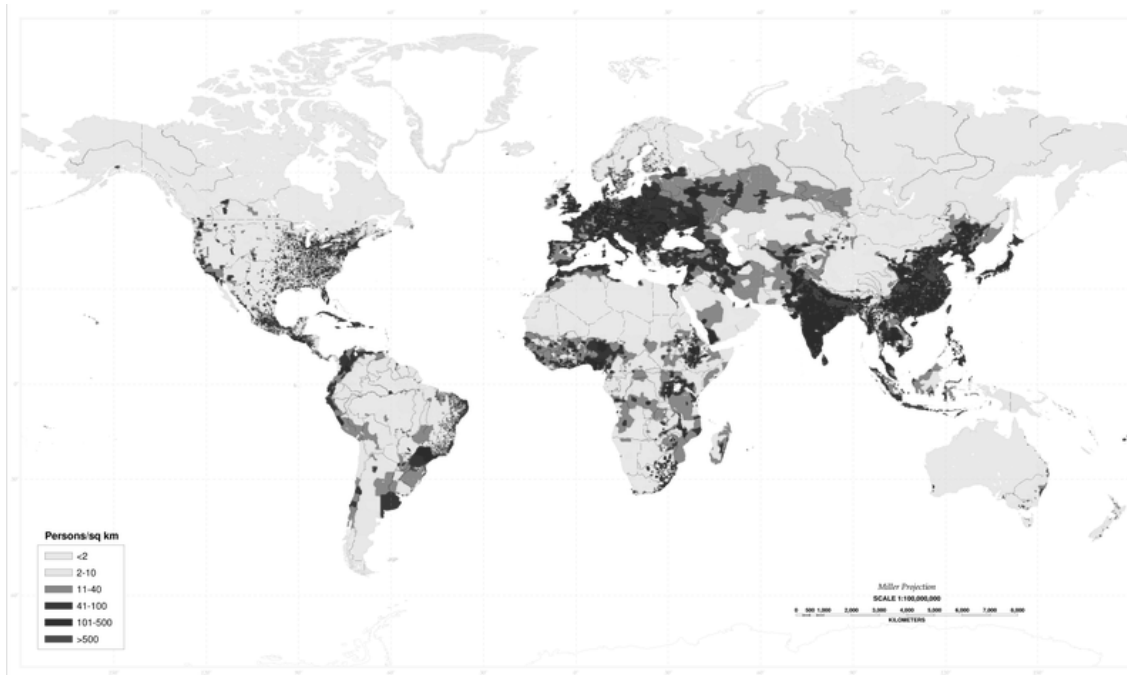 Persons/sq km
<2
2-10
11-40
41-100
101-500
>500
Miller Projection
SCALE 1:100,000,000
0 500 1,000 2,000 3,000 4,000 5,000 6,000 7,000 8,000
KILOMETERS